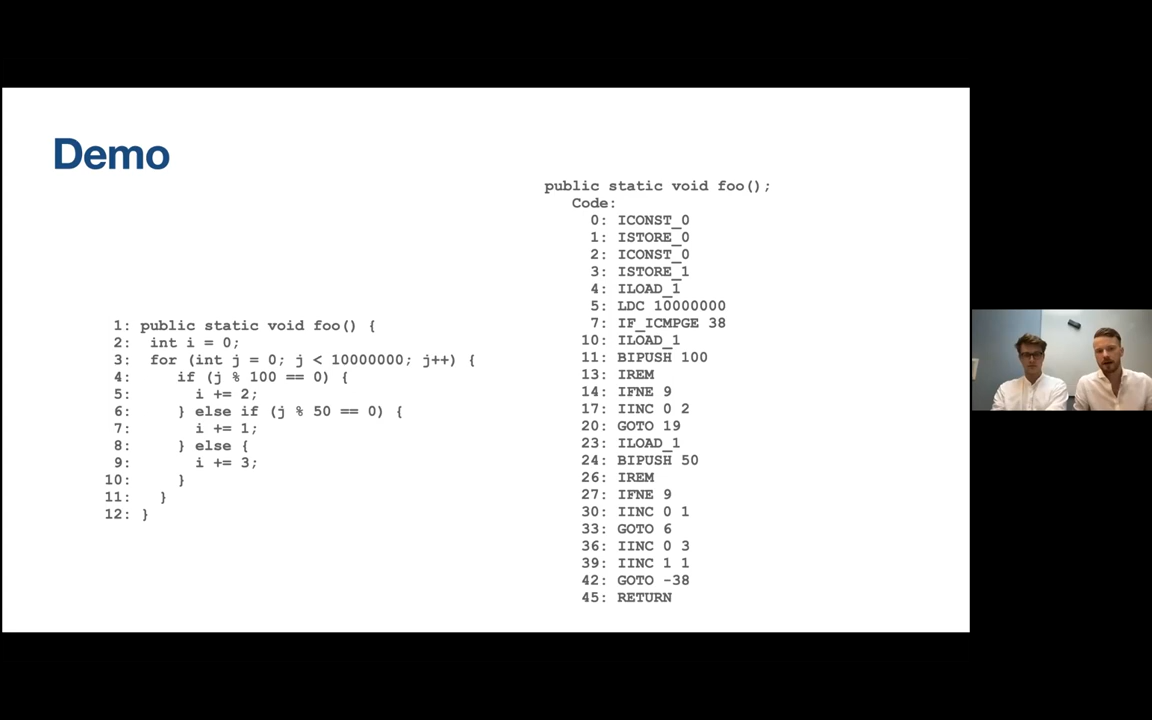 Demo
1: public static void foo() {
2: int i = 0;
3: for (int j = 0; j < 10000000; j++) {
4: if (j % 100 == 0) {
5: i += 2;
6: } else if (j % 50 == 0) {
7: i += 1;
8: } else {
9: i += 3;
10: }
11: }
12: }
public static void foo();
Code:
0: ICONST_0
1: ISTORE_0
2: ICONST_0
3: ISTORE_1
4: ILOAD_1
5: LDC 10000000
7: IF_ICMPGE 38
10: ILOAD_1
11: BIPUSH 100
13: IREM
14: IFNE 9
17: IINC 0 2
20: GOTO 19
23: ILOAD_1
24: BIPUSH 50
26: IREM
27: IFNE 9
30: IINC 0 1
33: GOTO 6
36: IINC 0 3
39: IINC 1 1
42: GOTO -38
45: RETURN